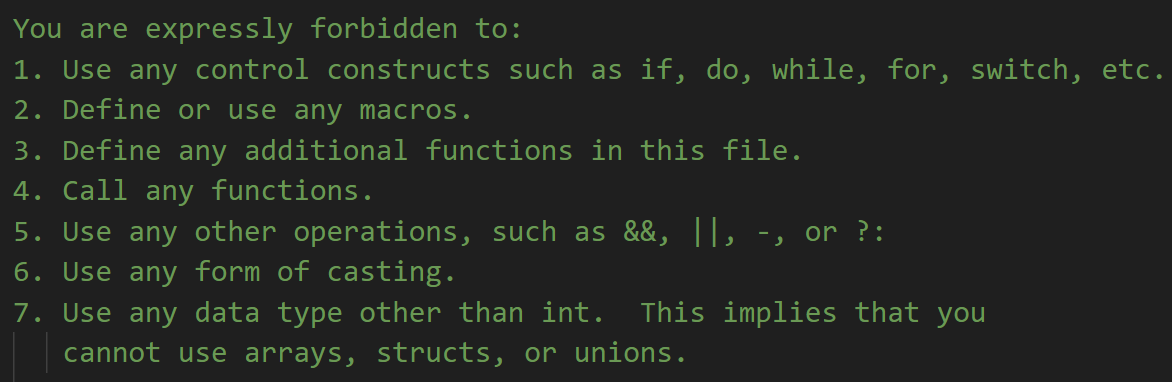 You are expressly forbidden to:
1. Use any control constructs such as if, do, while, for, switch, etc.
2. Define or use any macros.
3. Define any additional functions in this file.
4. Call any functions.
5. Use any other operations, such as &&, ||, -, or ?:
6. Use any form of casting.
7. Use any data type other than int.  This implies that you
cannot use arrays, structs, or unions.